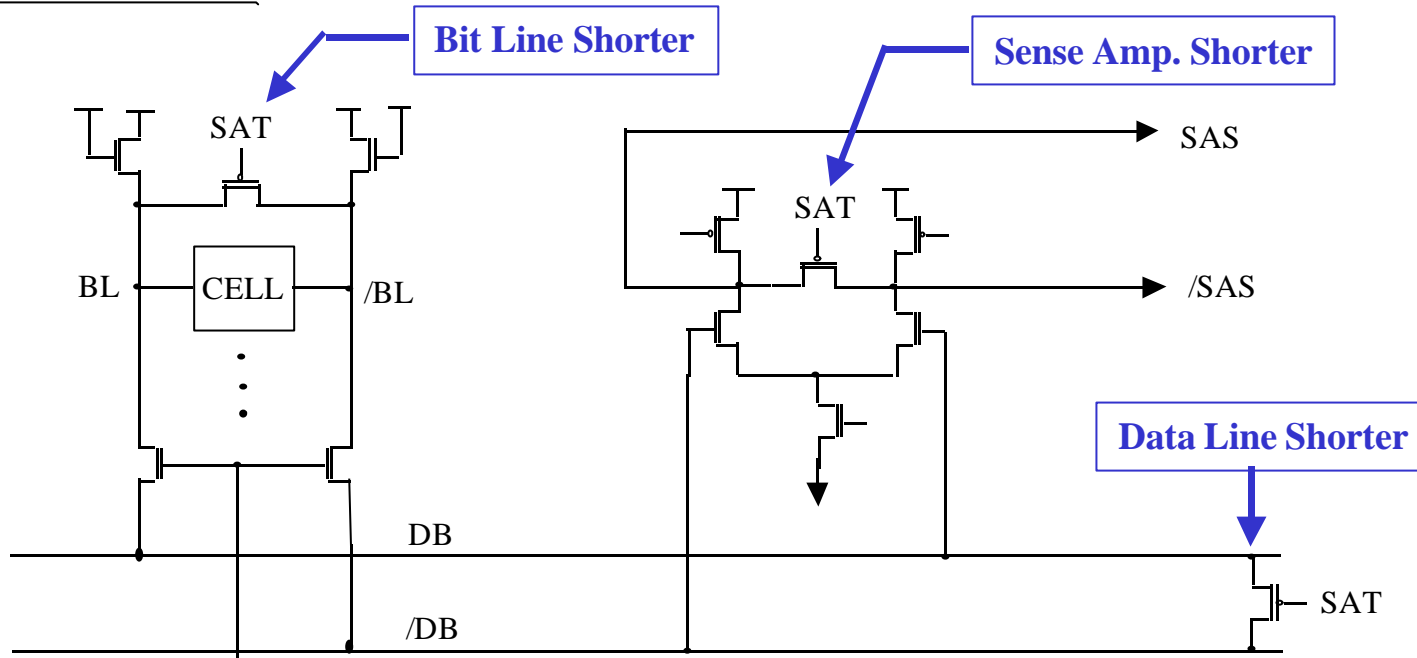 Bit Line Shorter
Sense Amp. Shorter
SAT
SAS
SAT
BL
CELL
/BL
/SAS
Data Line Shorter
DB
SAT
/DB